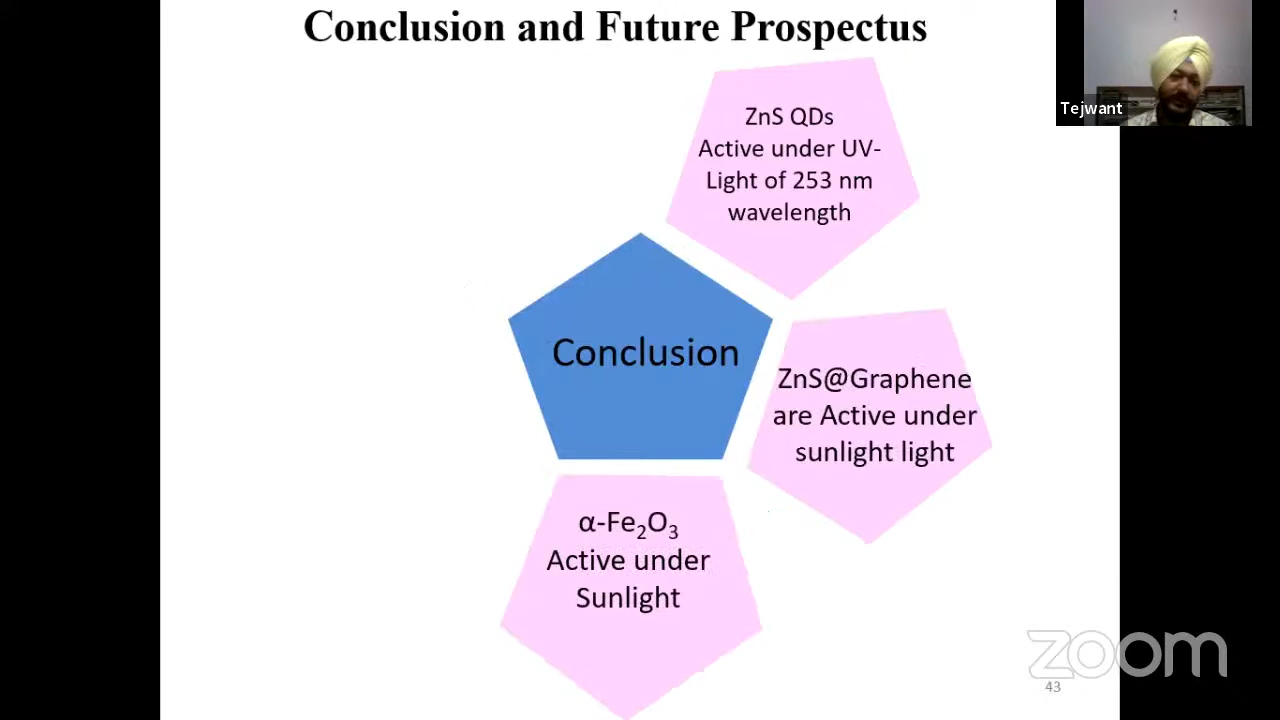 Conclusion and Future Prospectus
Tejwant
ZnS QDs
Active under UV-
Light of 253 nm
wavelength
Conclusion
ZnS@Graphene
are Active under
sunlight light
α-Fe₂O₃
Active under
Sunlight
zoom
43